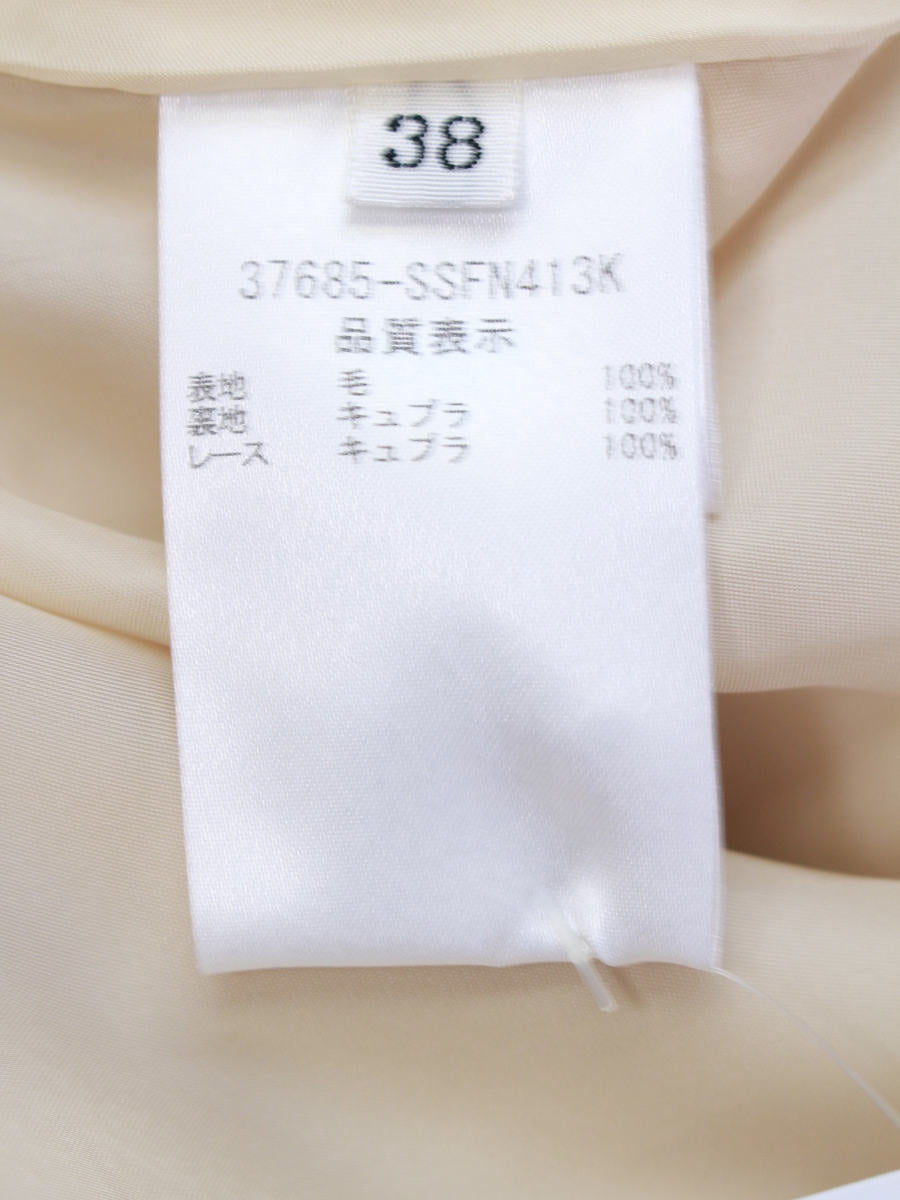 38
37685-SSFN413K
品質表示
表地 毛 100%
裏地 キュプラ 100%
レース キュプラ 100%